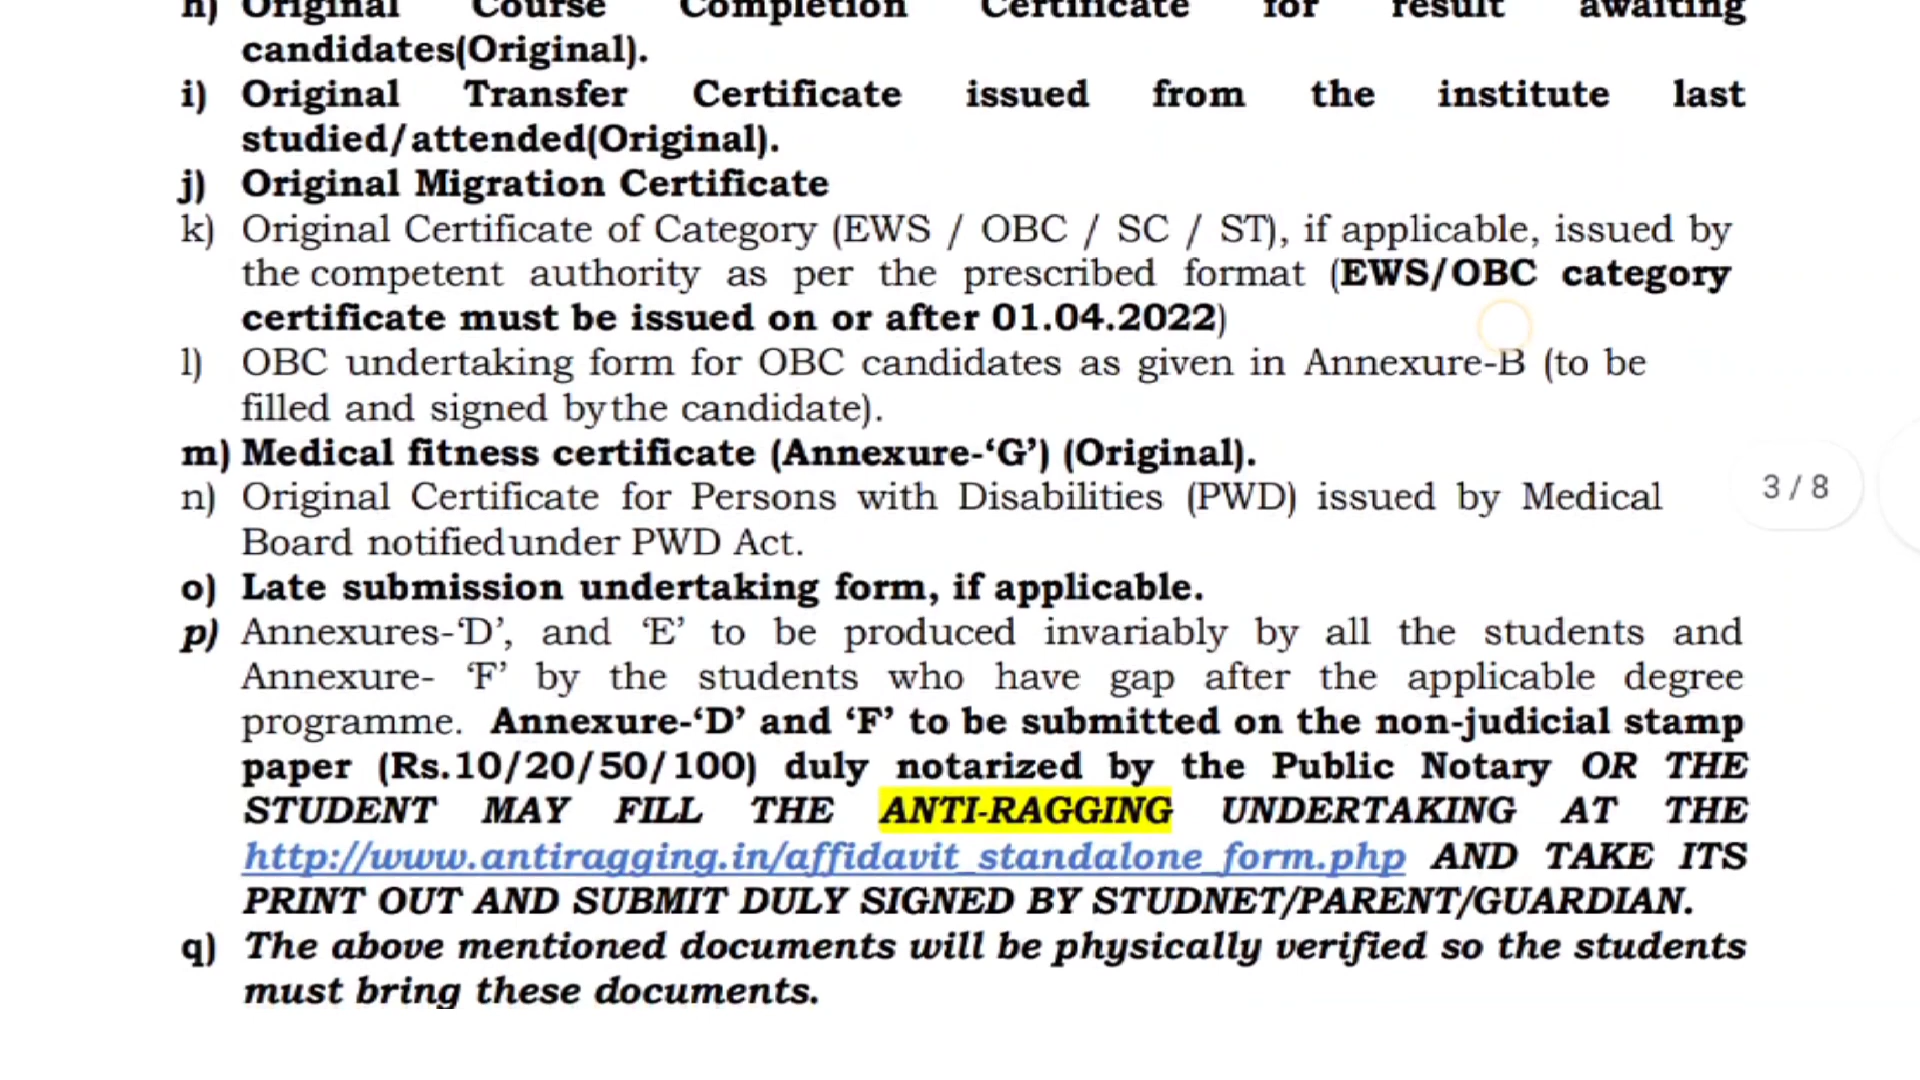 h) Original Course Completion Certificate for result awaiting
candidates(Original).
i) Original Transfer Certificate issued from the institute last
studied/attended(Original).
j) Original Migration Certificate
k) Original Certificate of Category (EWS / OBC / SC / ST), if applicable, issued by
the competent authority as per the prescribed format (EWS/OBC category
certificate must be issued on or after 01.04.2022)
l) OBC undertaking form for OBC candidates as given in Annexure-B (to be
filled and signed bythe candidate).
m) Medical fitness certificate (Annexure-‘G’) (Original).
n) Original Certificate for Persons with Disabilities (PWD) issued by Medical
Board notifiedunder PWD Act.
3 / 8
o) Late submission undertaking form, if applicable.
p) Annexures-‘D’, and ‘E’ to be produced invariably by all the students and
Annexure- ‘F’ by the students who have gap after the applicable degree
programme. Annexure-‘D’ and ‘F’ to be submitted on the non-judicial stamp
paper (Rs.10/20/50/100) duly notarized by the Public Notary OR THE
STUDENT MAY FILL THE ANTI-RAGGING UNDERTAKING AT THE
http://www.antiragging.in/affidavit_standalone_form.php AND TAKE ITS
PRINT OUT AND SUBMIT DULY SIGNED BY STUDNET/PARENT/GUARDIAN.
q) The above mentioned documents will be physically verified so the students
must bring these documents.